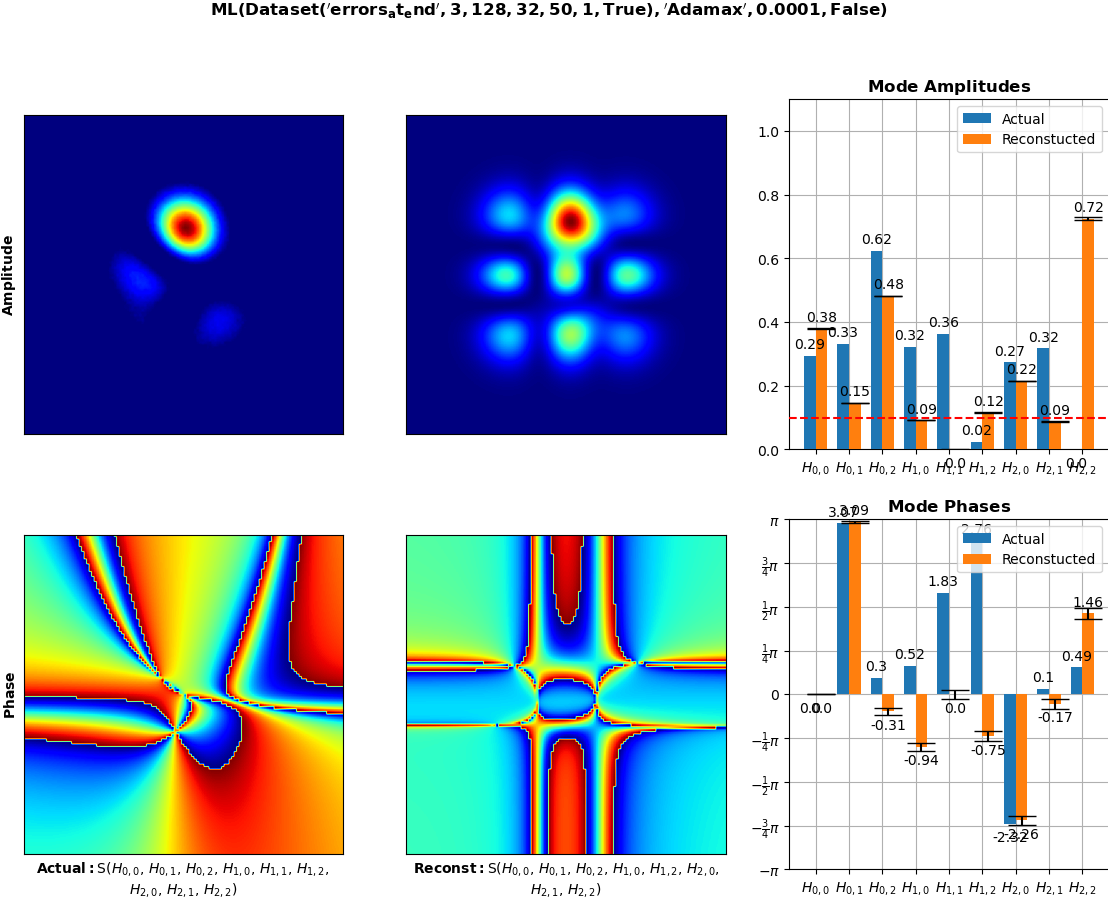 ML(Dataset('errors_at_end', 3, 128, 32, 50, 1, True), 'Adamax', 0.0001, False)
Amplitude
Mode Amplitudes
Actual
Reconstucted
1.0
0.8
0.6
0.4
0.2
0.0
0.29
0.38
0.33
0.15
0.62
0.48
0.32
0.09
0.36
0.0
0.02
0.12
0.27
0.22
0.32
0.09
0.0
0.72
H0,0 H0,1 H0,2 H1,0 H1,1 H1,2 H2,0 H2,1 H2,2
Phase
Mode Phases
Actual
Reconstucted
π
3/4π
1/2π
1/4π
0
−1/4π
−1/2π
−3/4π
−π
0.0
0.0
3.07
3.09
0.3
-0.31
0.52
-0.94
1.83
0.0
2.76
-0.75
-2.32
-2.26
0.1
-0.17
0.49
1.46
H0,0 H0,1 H0,2 H1,0 H1,1 H1,2 H2,0 H2,1 H2,2
Actual: S(H0,0, H0,1, H0,2, H1,0, H1,1, H1,2,
H2,0, H2,1, H2,2)
Reconst: S(H0,0, H0,1, H0,2, H1,0, H1,2, H2,0,
H2,1, H2,2)